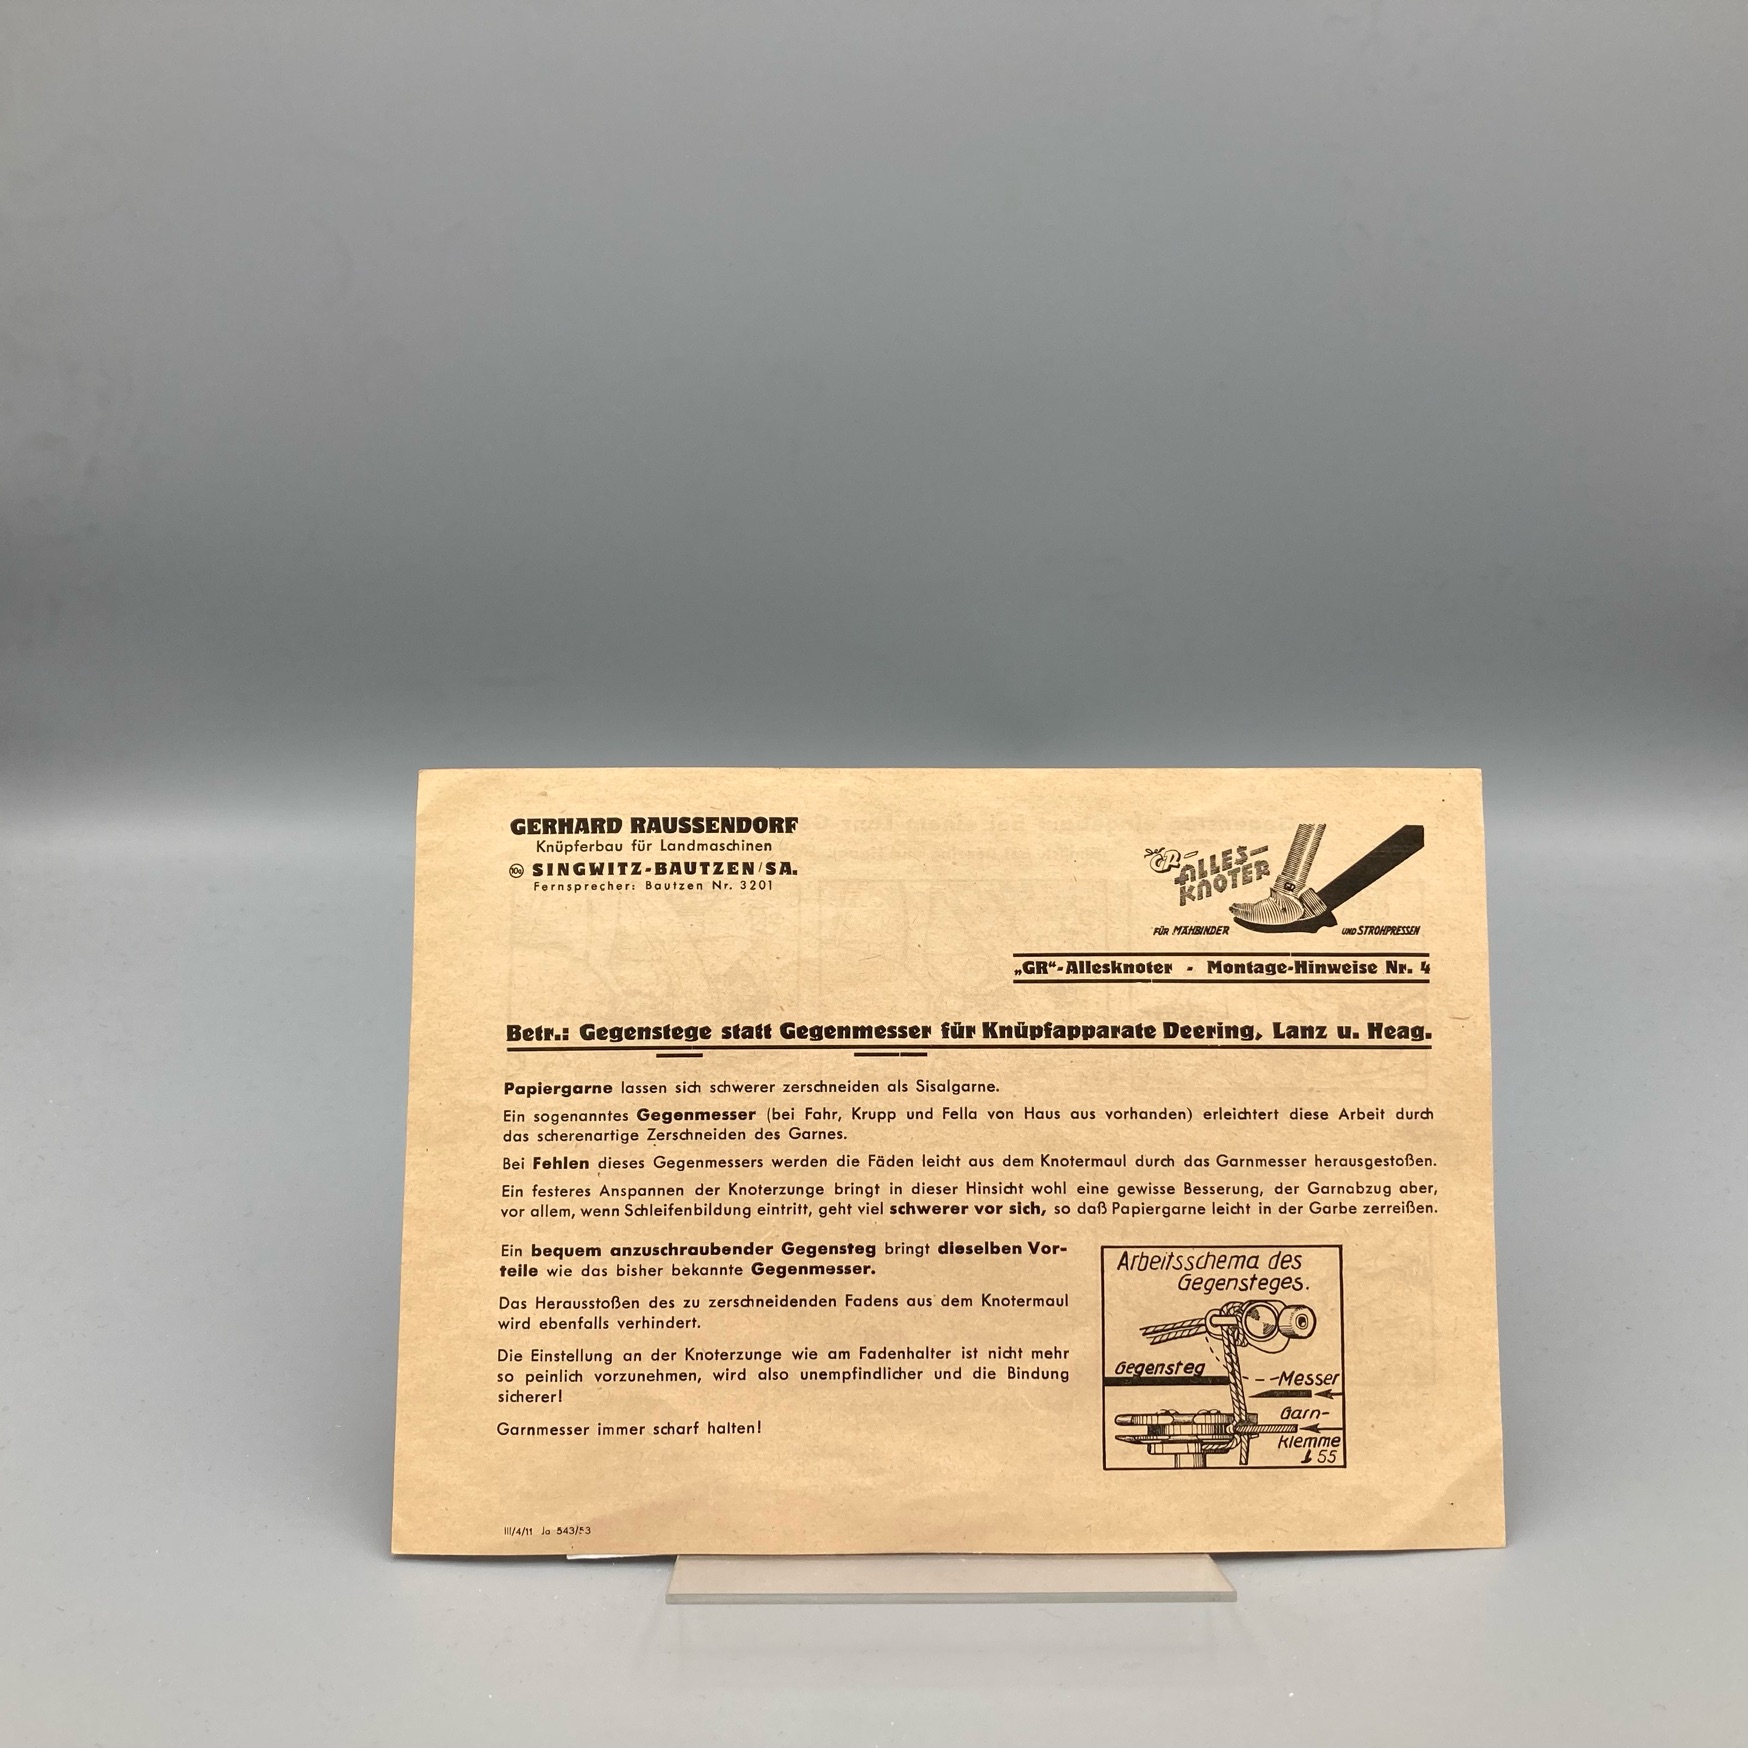 GERHARD RAUSSENDORF
Knüpferbau für Landmaschinen
10a SINGWITZ-BAUTZEN/SA.
Fernsprecher: Bautzen Nr. 3201
GR-
ALLES-
KNOTER
FÜR MÄHBINDER UND STROHPRESSEN
„GR“-Allesknoter - Montage-Hinweise Nr. 4
Betr.: Gegenstege statt Gegenmesser für Knüpfapparate Deering, Lanz u. Heag.
Papiergarne lassen sich schwerer zerschneiden als Sisalgarne.
Ein sogenanntes Gegenmesser (bei Fahr, Krupp und Fella von Haus aus vorhanden) erleichtert diese Arbeit durch
das scherenartige Zerschneiden des Garnes.
Bei Fehlen dieses Gegenmessers werden die Fäden leicht aus dem Knotermaul durch das Garnmesser herausgestoßen.
Ein festeres Anspannen der Knoterzunge bringt in dieser Hinsicht wohl eine gewisse Besserung, der Garnabzug aber,
vor allem, wenn Schleifenbildung eintritt, geht viel schwerer vor sich, so daß Papiergarne leicht in der Garbe zerreißen.
Ein bequem anzuschraubender Gegensteg bringt dieselben Vor-
teile wie das bisher bekannte Gegenmesser.
Das Herausstoßen des zu zerschneidenden Fadens aus dem Knotermaul
wird ebenfalls verhindert.
Die Einstellung an der Knoterzunge wie am Fadenhalter ist nicht mehr
so peinlich vorzunehmen, wird also unempfindlicher und die Bindung
sicherer!
Garnmesser immer scharf halten!
Arbeitsschema des
Gegensteges.
Gegensteg
Messer
Garn-
klemme
55
III/4/11 Ja 543/53